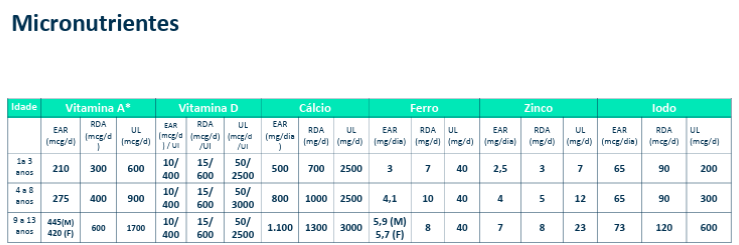 Micronutrientes
Idade Vitamina A* Vitamina D Cálcio Ferro Zinco Iodo
EAR (mcg/d) RDA (mcg/d) UL (mcg/d) EAR (mcg/d) / UI RDA (mcg/d) /UI UL (mcg/d) /UI EAR (mg/dia) RDA (mg/d) UL (mg/d) EAR (mg/dia) RDA (mg/d) UL (mg/d) EAR (mg/dia) RDA (mg/d) UL (mg/d) EAR (mcg/dia) RDA (mcg/d) UL (mcg/d)
1a 3 anos 210 300 600 10/ 400 15/ 600 50/ 2500 500 700 2500 3 7 40 2,5 3 7 65 90 200
4 a 8 anos 275 400 900 10/ 400 15/ 600 50/ 3000 800 1000 2500 4,1 10 40 4 5 12 65 90 300
9 a 13 anos 445(M) 420 (F) 600 1700 10/ 400 15/ 600 50/ 2500 1.100 1300 3000 5,9 (M) 5,7 (F) 8 40 7 8 23 73 120 600